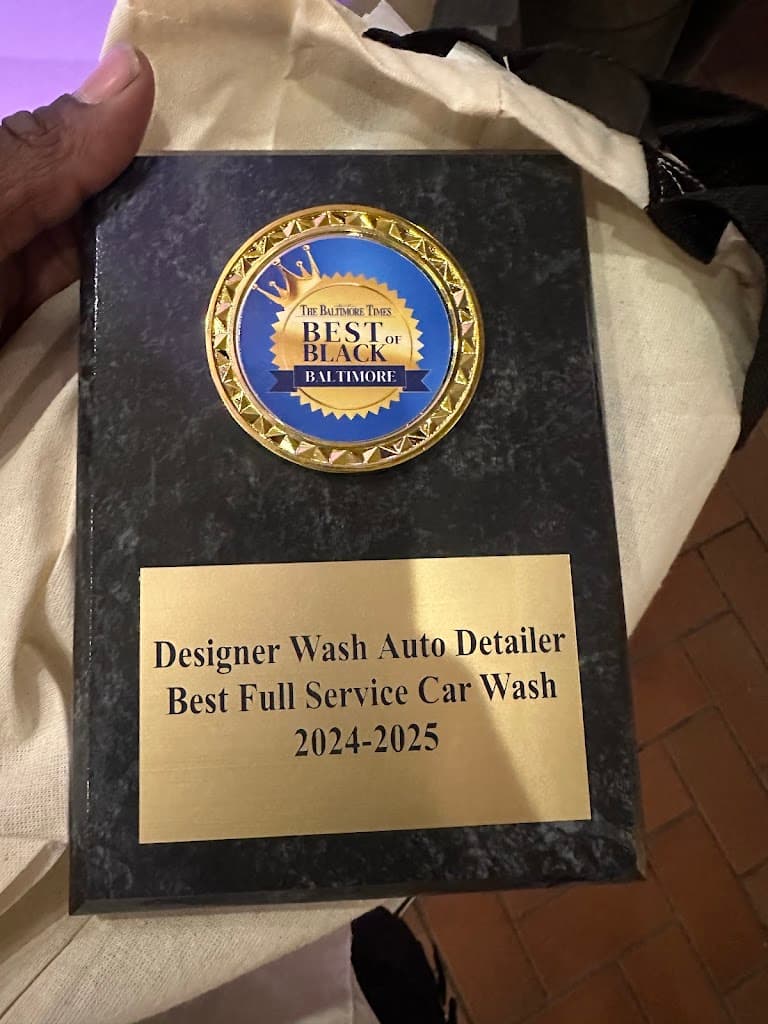 THE BALTIMORE TIMES
BEST OF
BLACK
BALTIMORE
Designer Wash Auto Detailer
Best Full Service Car Wash
2024-2025